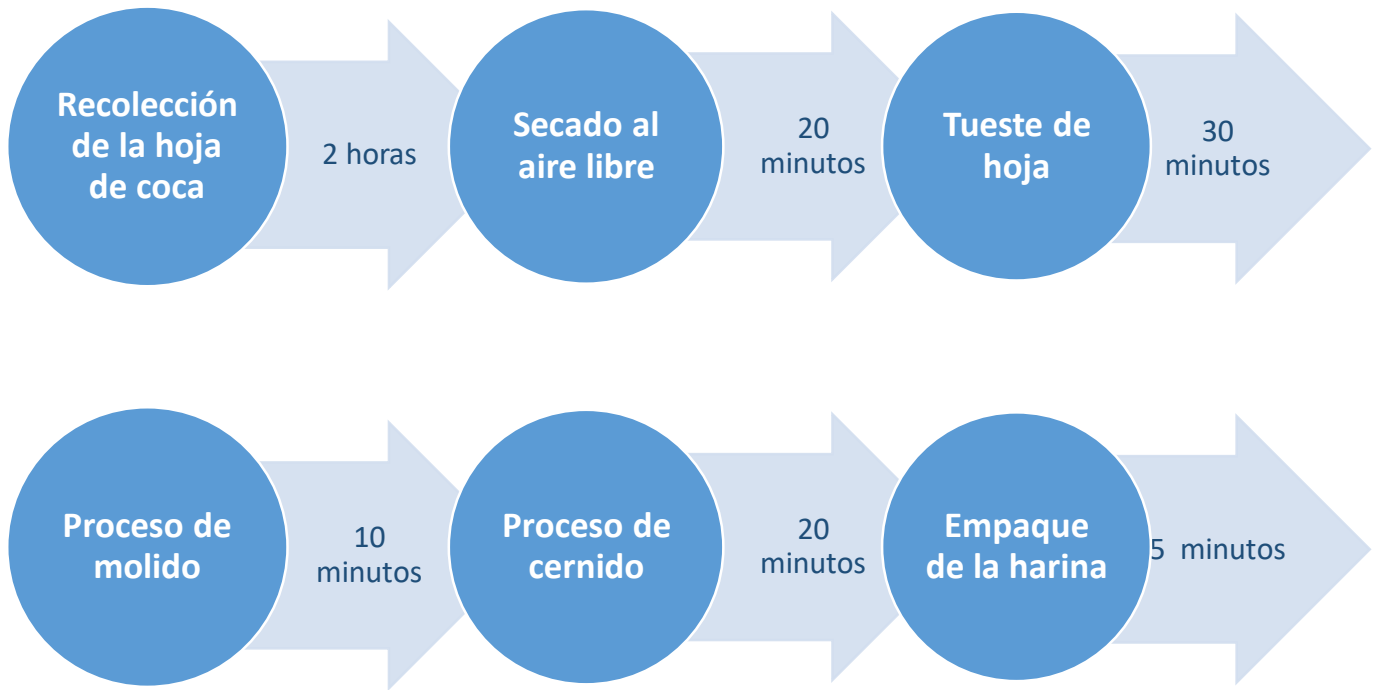 Recolección
de la hoja
de coca
2 horas
Secado al
aire libre
20
minutos
Tueste de
hoja
30
minutos
Proceso de
molido
10
minutos
Proceso de
cernido
20
minutos
Empaque
de la harina
5 minutos